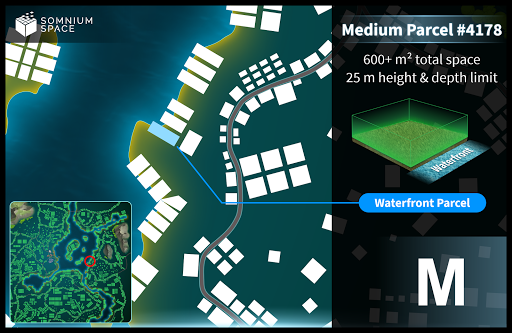 SOMNIUM
SPACE
Medium Parcel #4178
600+ m² total space
25 m height & depth limit
Waterfront
Waterfront Parcel
M